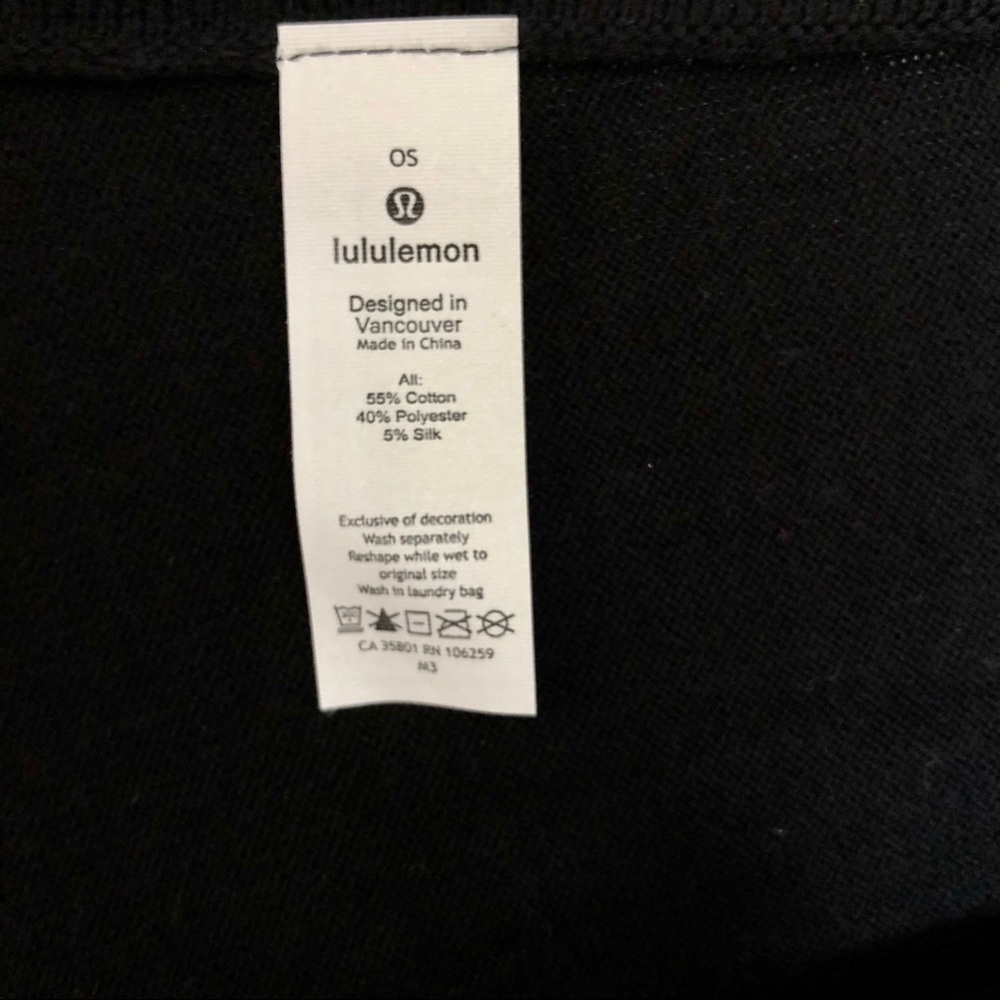 OS
lululemon
Designed in
Vancouver
Made in China
All:
55% Cotton
40% Polyester
5% Silk
Exclusive of decoration
Wash separately
Reshape while wet to
original size
Wash in laundry bag
CA 35801 RN 106259
M3